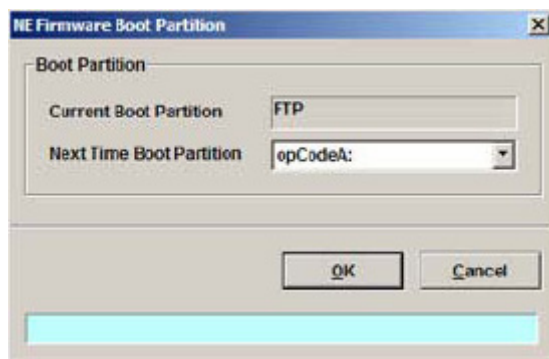 NE Firmware Boot Partition
Boot Partition
Current Boot Partition FTP
Next Time Boot Partition opCodeA:
OK Cancel